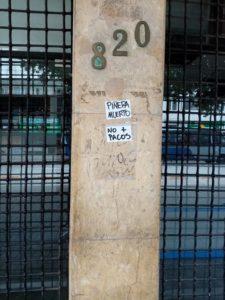 820
PIÑERA
MUERTO
NO +
PACOS